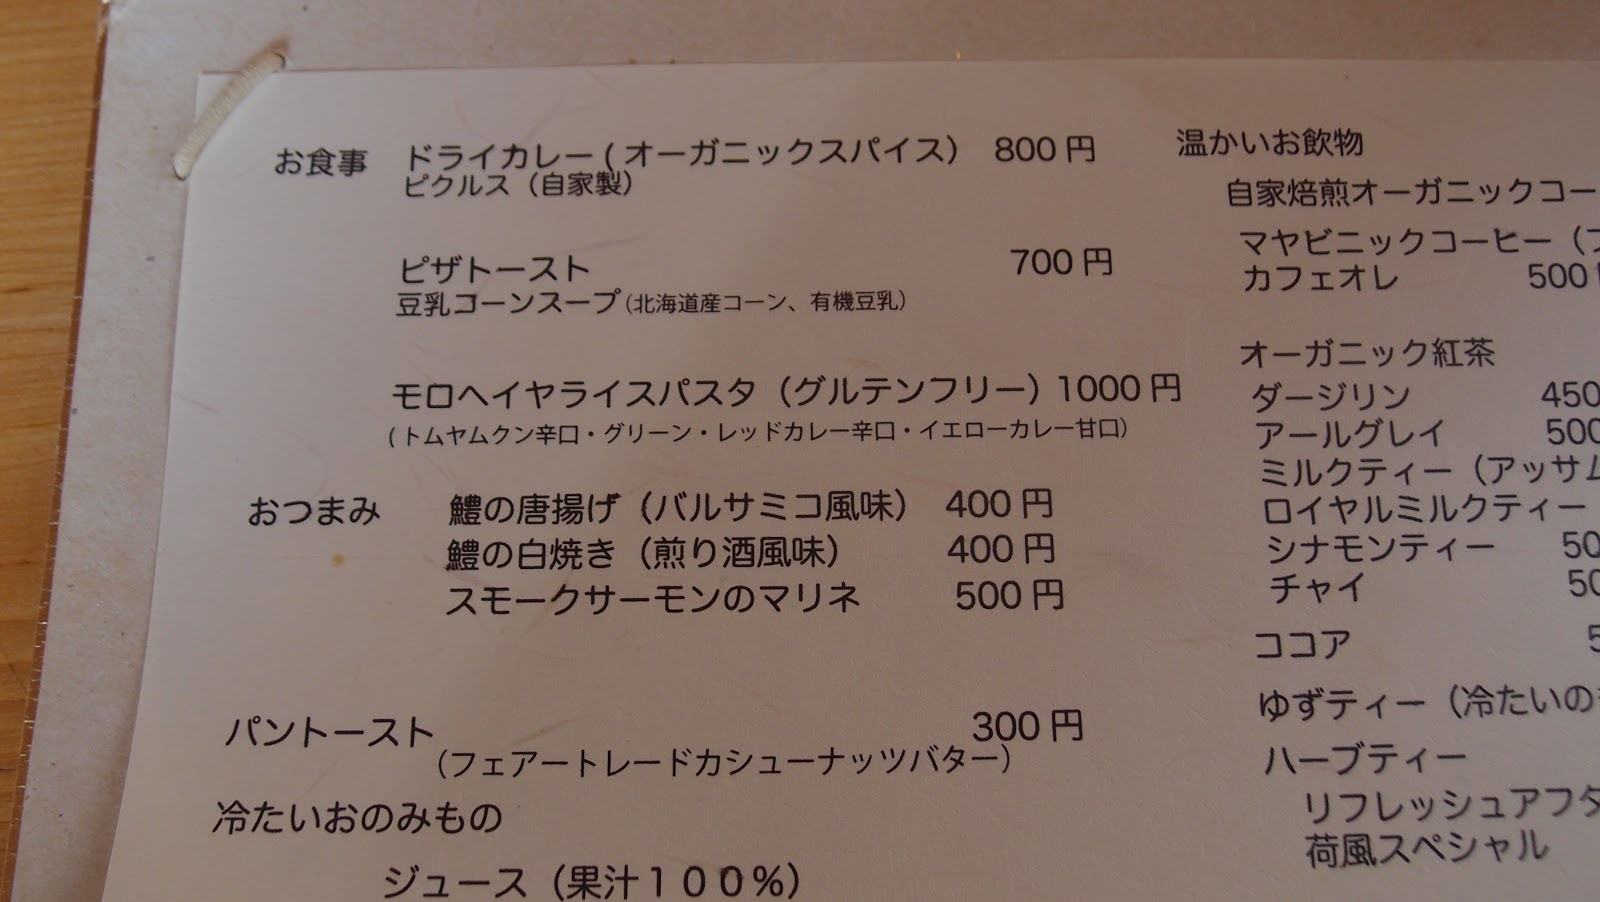 お食事 ドライカレー(オーガニックスパイス) 800円
ピクルス(自家製)
ピザトースト 700円
豆乳コーンスープ(北海道産コーン、有機豆乳)
モロヘイヤライスパスタ(グルテンフリー)1000円
(トムヤムクン辛口・グリーン・レッドカレー辛口・イエローカレー甘口)
おつまみ 鱧の唐揚げ(バルサミコ風味) 400円
鱧の白焼き(煎り酒風味) 400円
スモークサーモンのマリネ 500円
パントースト 300円
(フェアートレードカシューナッツバター)
冷たいおのみもの
ジュース(果汁100%)
温かいお飲物
自家焙煎オーガニックコー
マヤビニックコーヒー(フ
カフェオレ 500
オーガニック紅茶
ダージリン 450
アールグレイ 500
ミルクティー(アッサム
ロイヤルミルクティー
シナモンティー 50
チャイ 50
ココア 5
ゆずティー(冷たいの
ハーブティー
リフレッシュアフタ
荷風スペシャル